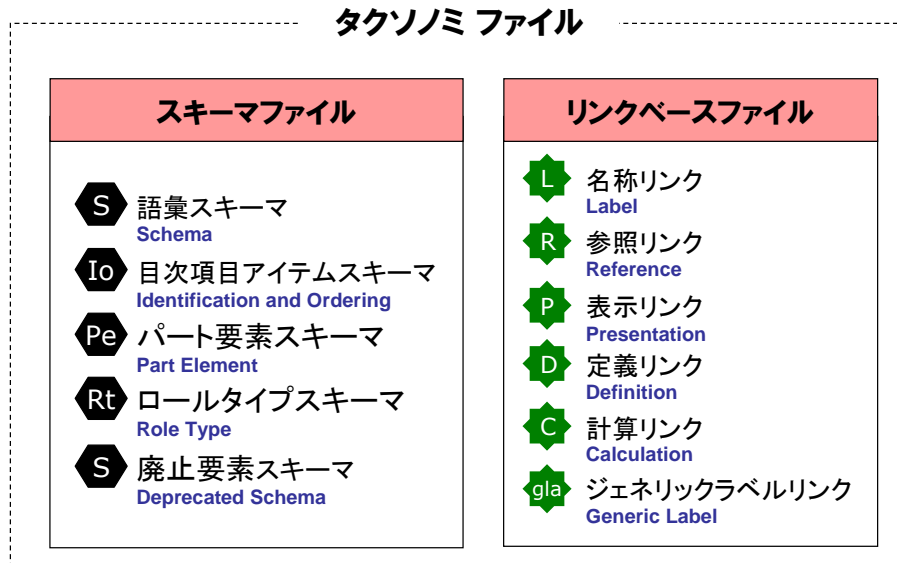 タクソノミ ファイル
スキーマファイル
S 語彙スキーマ
Schema
Io 目次項目アイテムスキーマ
Identification and Ordering
Pe パート要素スキーマ
Part Element
Rt ロールタイプスキーマ
Role Type
S 廃止要素スキーマ
Deprecated Schema
リンクベースファイル
L 名称リンク
Label
R 参照リンク
Reference
P 表示リンク
Presentation
D 定義リンク
Definition
C 計算リンク
Calculation
gla ジェネリックラベルリンク
Generic Label